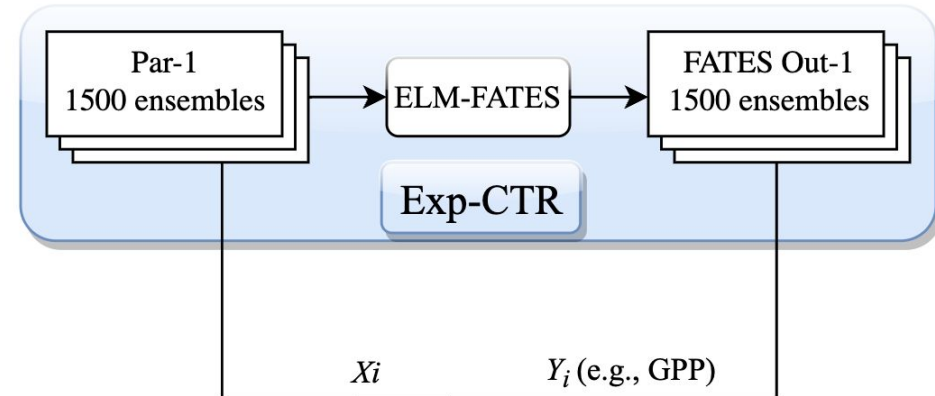 Par-1
1500 ensembles
ELM-FATES
FATES Out-1
1500 ensembles
Exp-CTR
Xi
Yi (e.g., GPP)